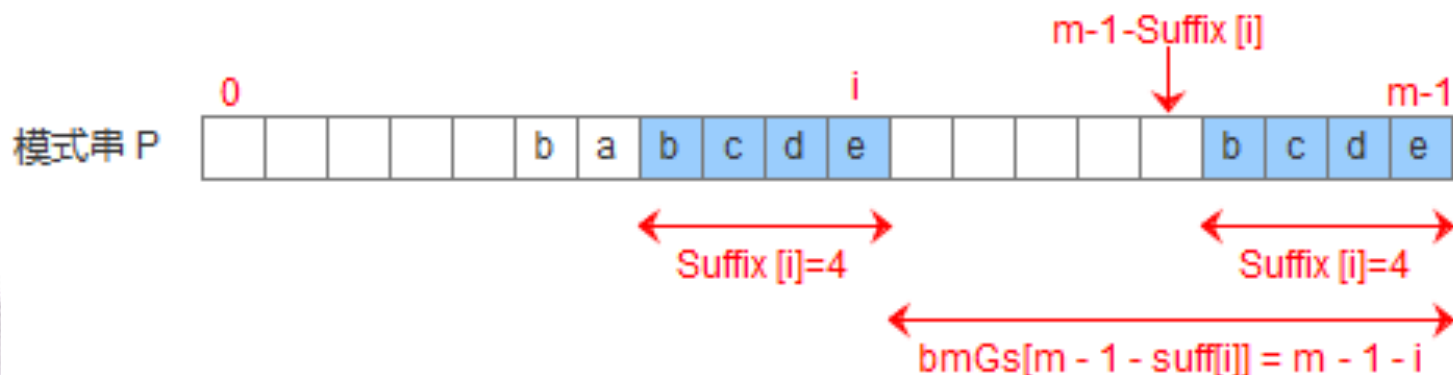 m-1-Suffix [i]
0 i m-1
模式串 P b a b c d e b c d e
Suffix [i]=4 Suffix [i]=4
bmGs[m - 1 - suff[i]] = m - 1 - i